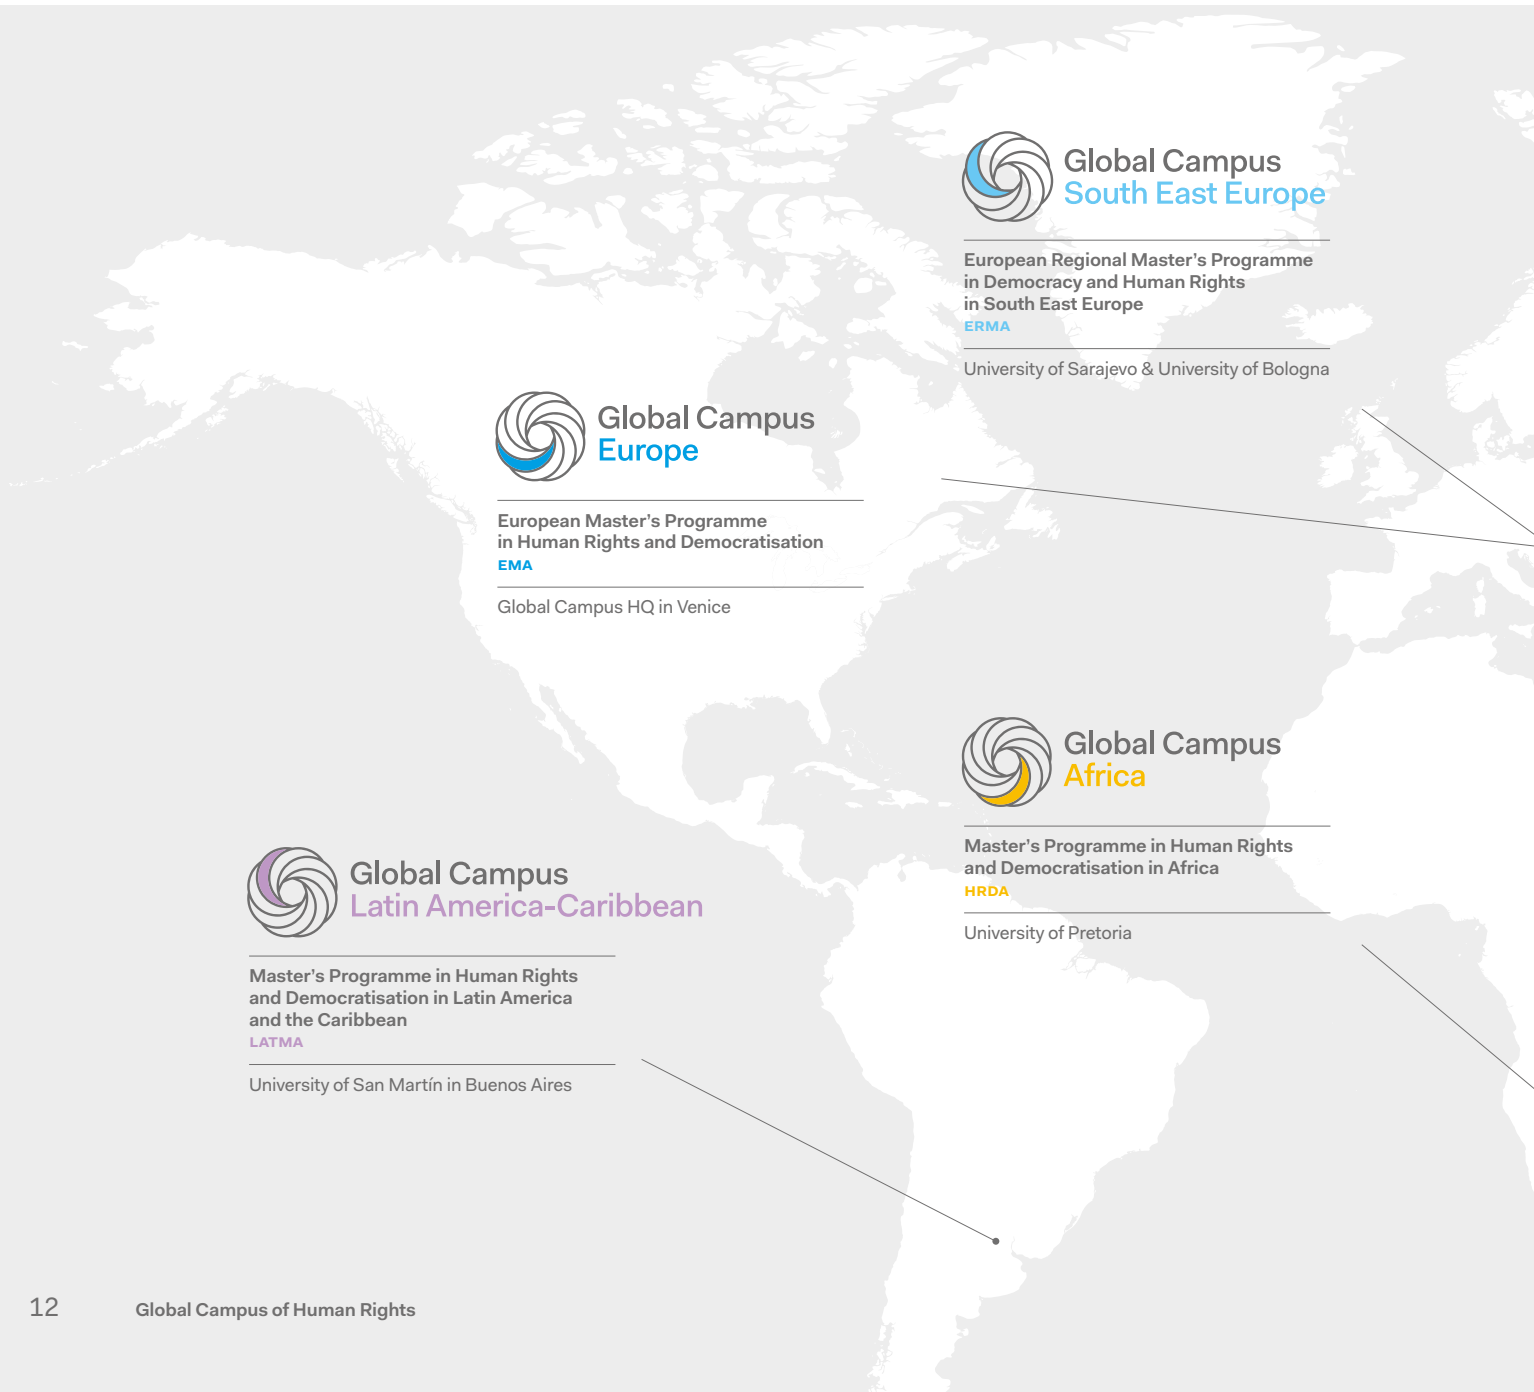 Global Campus
South East Europe
European Regional Master's Programme
in Democracy and Human Rights
in South East Europe
ERMA
University of Sarajevo & University of Bologna
Global Campus
Europe
European Master's Programme
in Human Rights and Democratisation
EMA
Global Campus HQ in Venice
Global Campus
Africa
Master's Programme in Human Rights
and Democratisation in Africa
HRDA
University of Pretoria
Global Campus
Latin America-Caribbean
Master's Programme in Human Rights
and Democratisation in Latin America
and the Caribbean
LATMA
University of San Martín in Buenos Aires
12 Global Campus of Human Rights